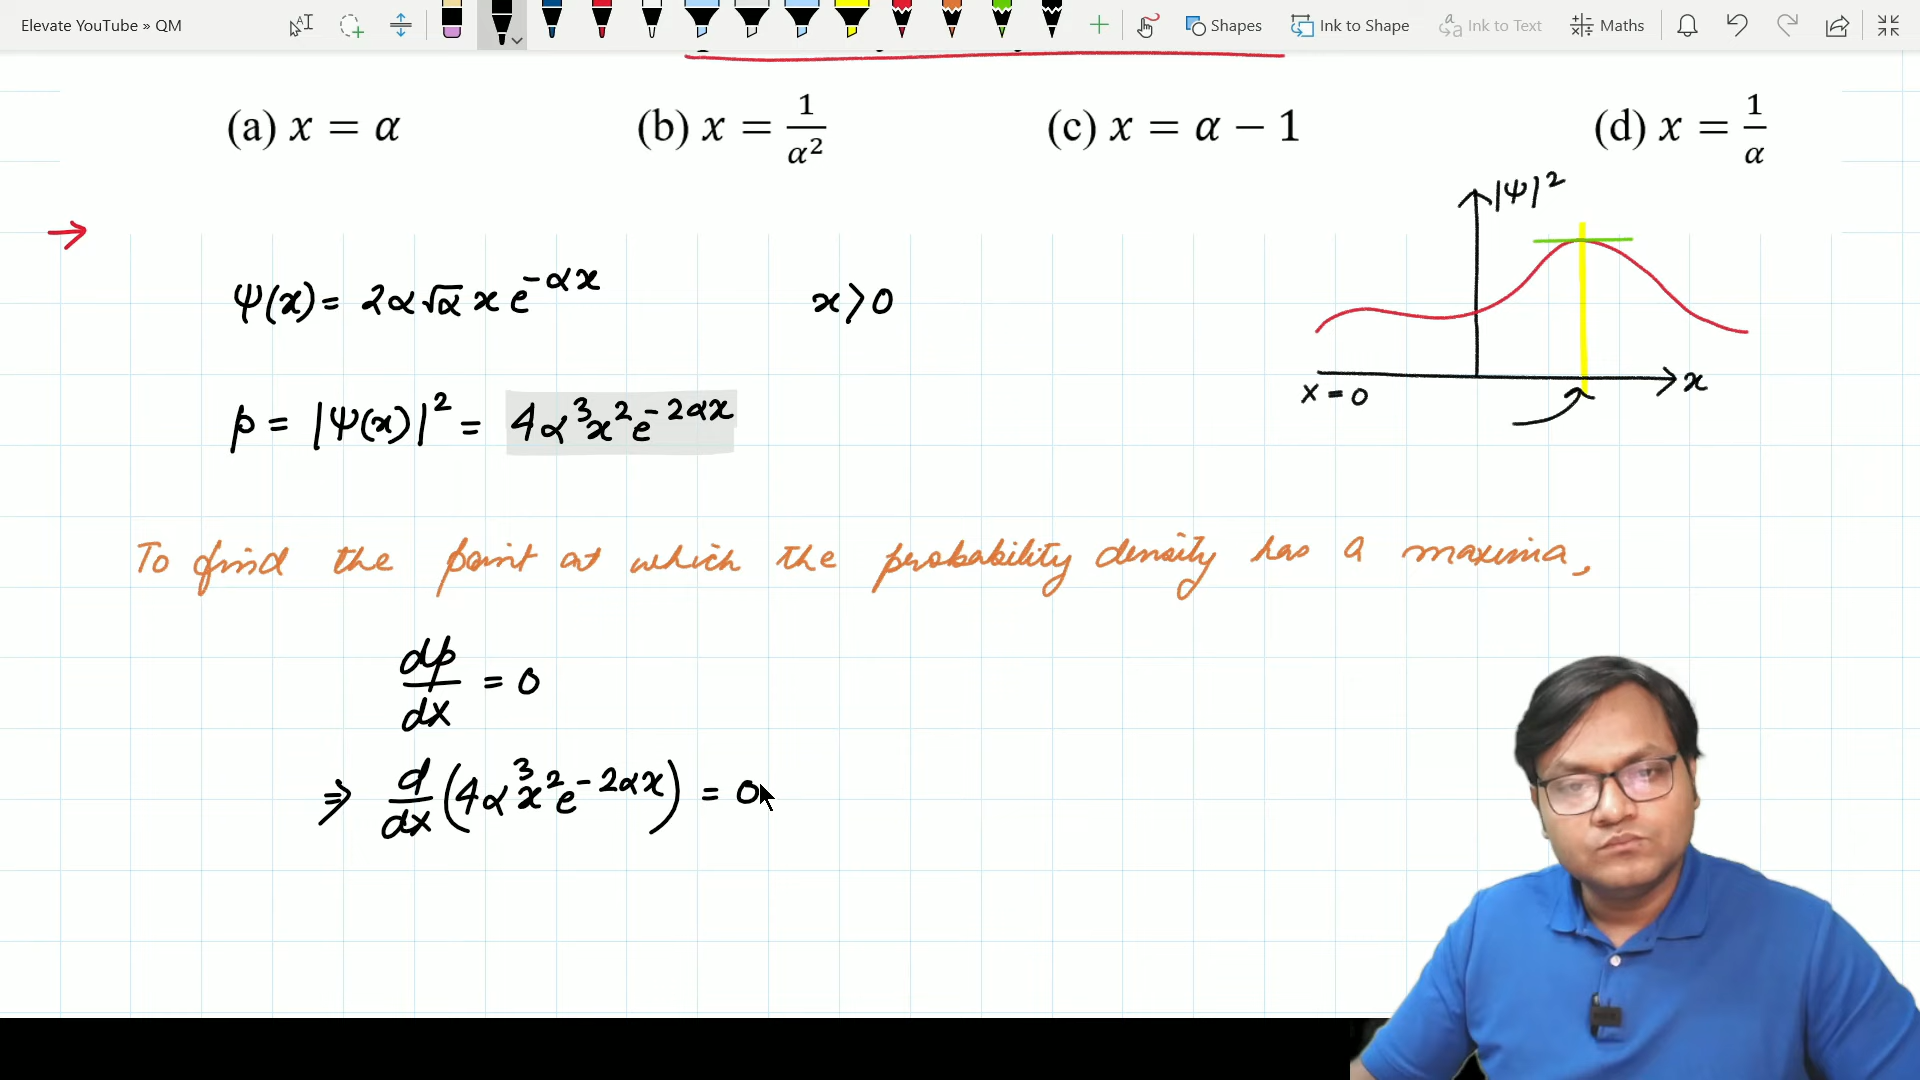 Elevate YouTube » QM
Shapes
Ink to Shape
Ink to Text
Maths
(a) x = α
(b) x = 1/α²
(c) x = α − 1
(d) x = 1/α
|ψ|²
x
x = 0
ψ(x) = 2α√α x e^{−αx} x > 0
p = |ψ(x)|² = 4α³x²e^{−2αx}
To find the point at which the probability density has a maxima,
dp/dx = 0
⇒ d/dx (4α³x²e^{−2αx}) = 0